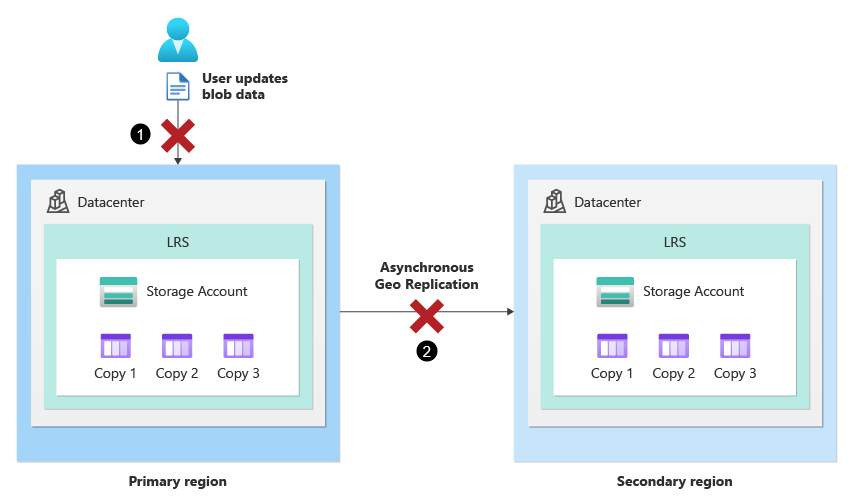 User updates
blob data
1
Datacenter
LRS
Storage Account
Copy 1
Copy 2
Copy 3
Primary region
Asynchronous
Geo Replication
2
Datacenter
LRS
Storage Account
Copy 1
Copy 2
Copy 3
Secondary region